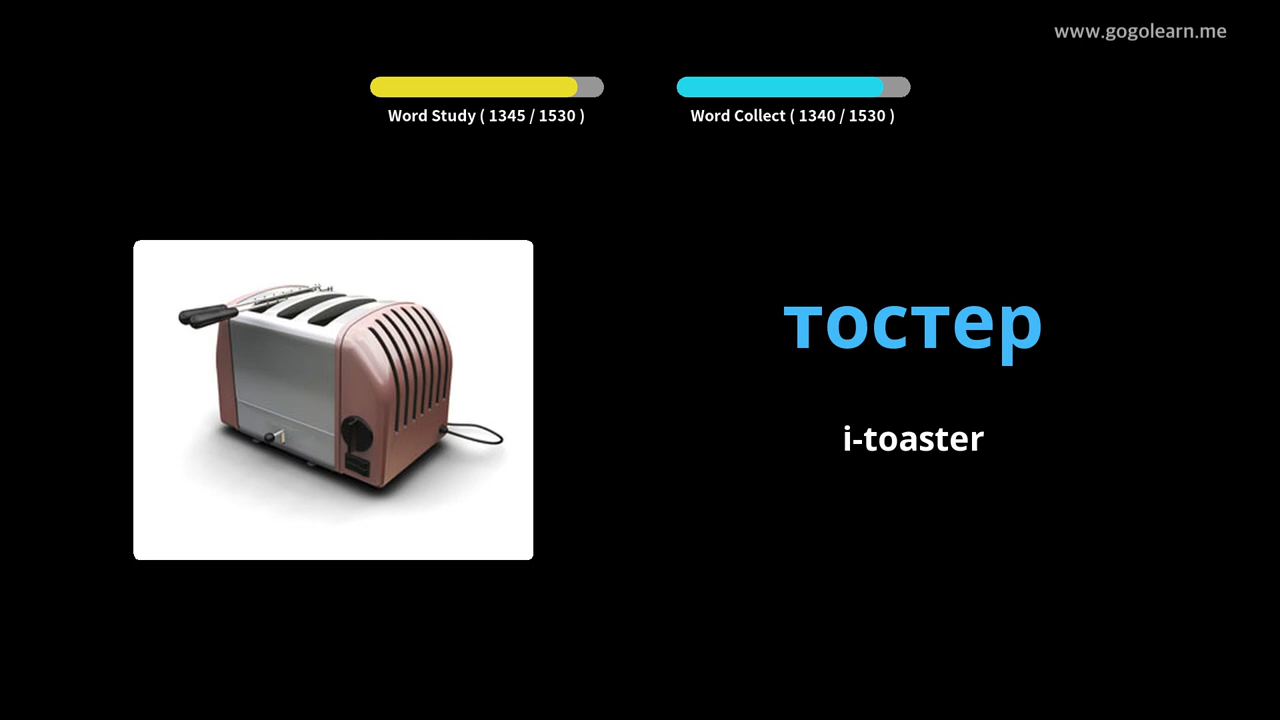 www.gogolearn.me
Word Study ( 1345 / 1530 )
Word Collect ( 1340 / 1530 )
тостер
i-toaster